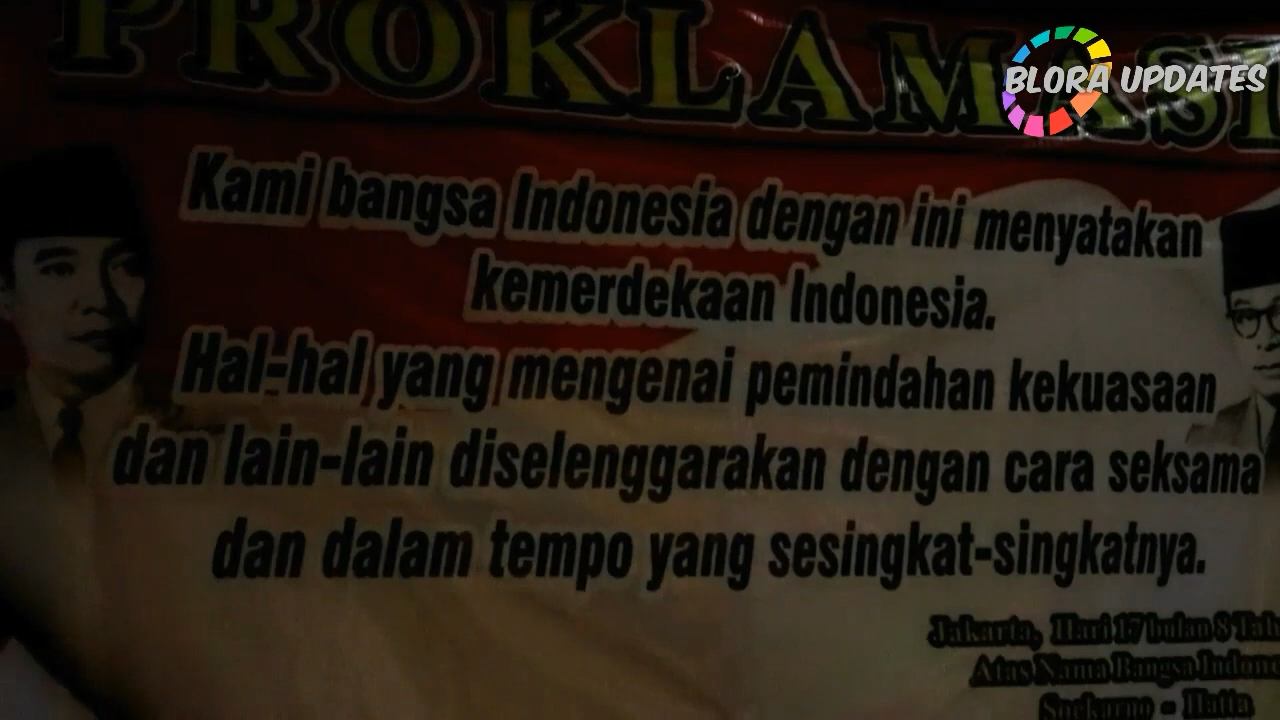 PROKLAMASI
BLORA UPDATES
Kami bangsa Indonesia dengan ini menyatakan
kemerdekaan Indonesia.
Hal-hal yang mengenai pemindahan kekuasaan
dan lain-lain diselenggarakan dengan cara seksama
dan dalam tempo yang sesingkat-singkatnya.
Jakarta, Hari 17 bulan 8 Tah
Atas Nama Bangsa Indon
Soekarno - Hatta